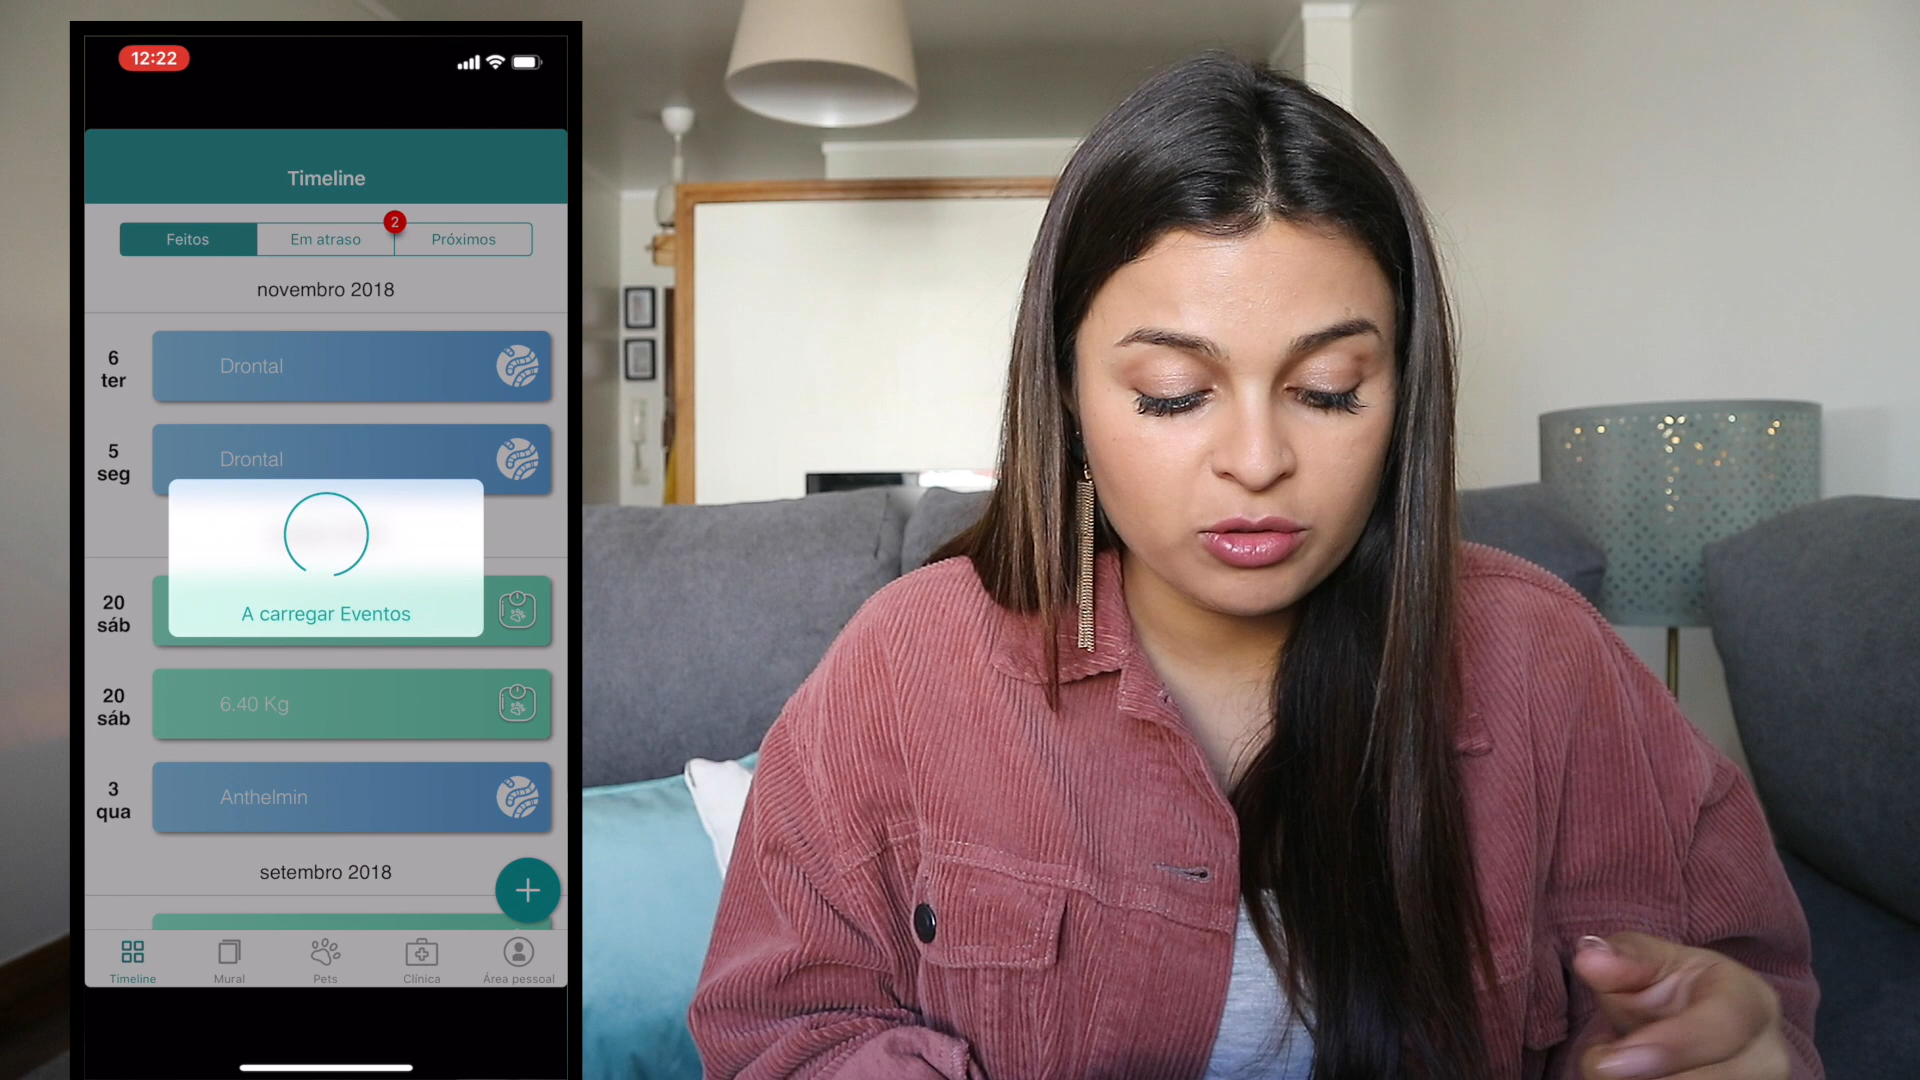 12:22
Timeline
Feitos
Em atraso
2
Próximos
novembro 2018
6
ter
Drontal
5
seg
Drontal
A carregar Eventos
20
sáb
20
sáb
6.40 Kg
3
qua
Anthelmin
setembro 2018
Timeline
Mural
Pets
Clínica
Área pessoal